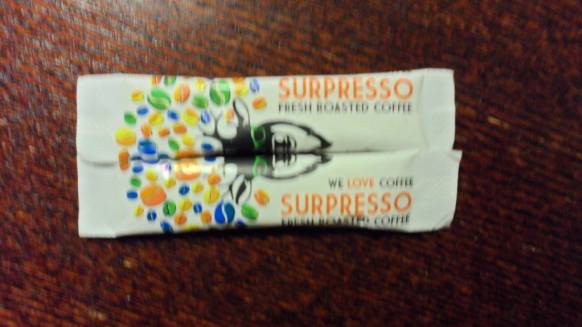 SURPRESSO
FRESH ROASTED COFFEE
WE LOVE COFFEE
SURPRESSO
FRESH ROASTED COFFEE